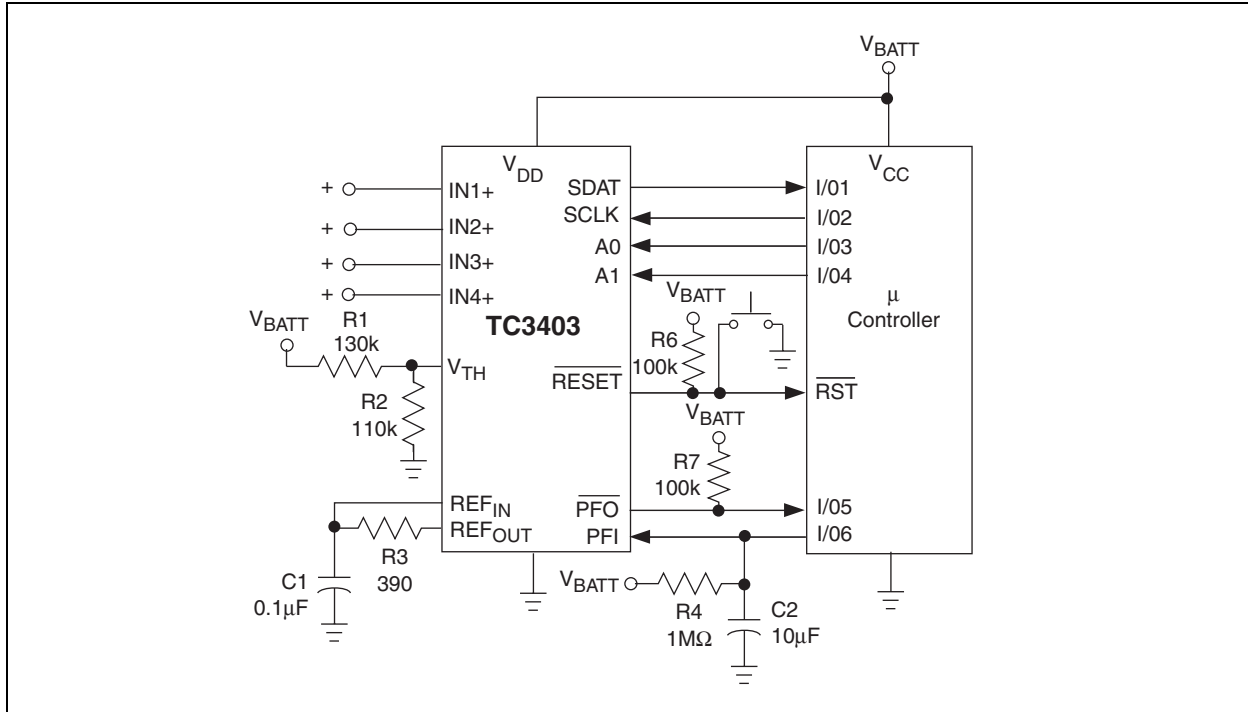 VBATT
VDD
VCC
+ IN1+
+ IN2+
+ IN3+
+ IN4+
SDAT
SCLK
A0
A1
I/01
I/02
I/03
I/04
TC3403
μ
Controller
VBATT
R1
130k
VTH
R2
110k
VBATT
R6
100k
RESET
RST
VBATT
R7
100k
REFIN
REFOUT
R3
390
C1
0.1μF
PFO
PFI
I/05
I/06
VBATT
R4
1MΩ
C2
10μF